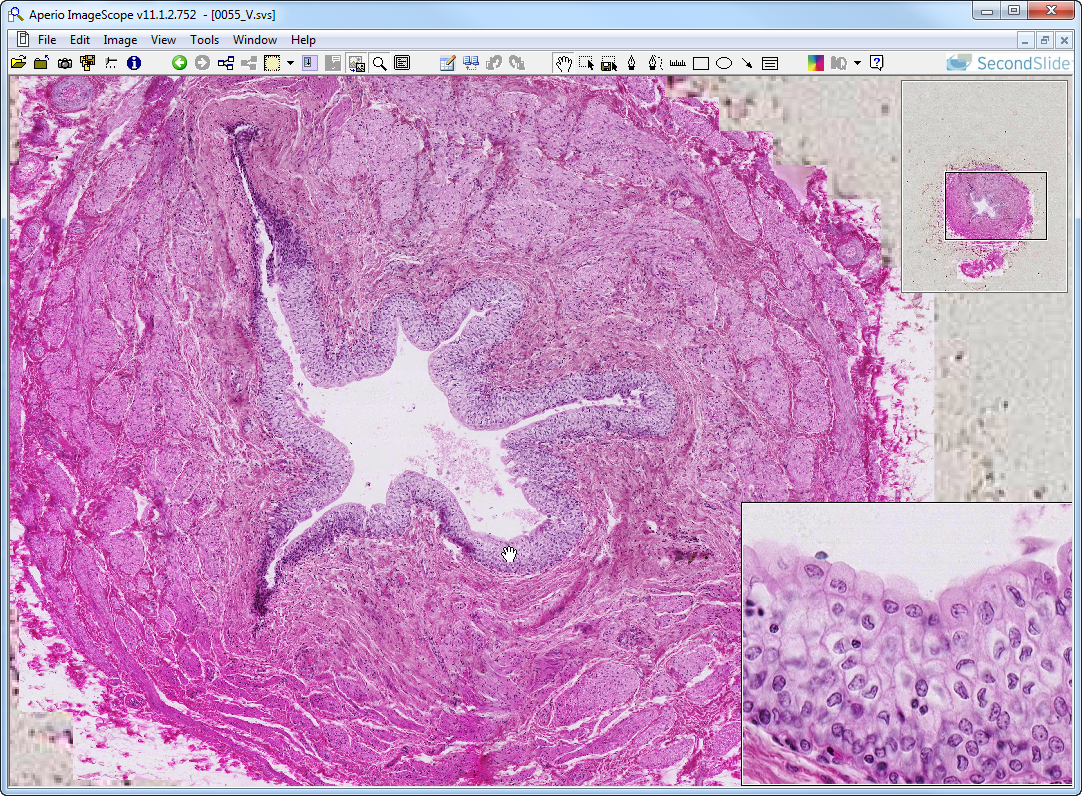 Aperio ImageScope v11.1.2.752 - [0055_V.svs]
File Edit Image View Tools Window Help
SecondSlide